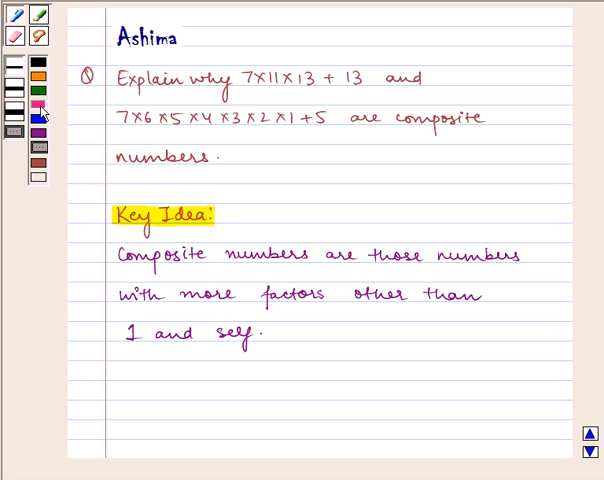 Ashima
Q Explain why 7×11×13 + 13 and
7×6×5×4×3×2×1+5 are composite
numbers.
Key Idea:
Composite numbers are those numbers
with more factors other than
1 and self.